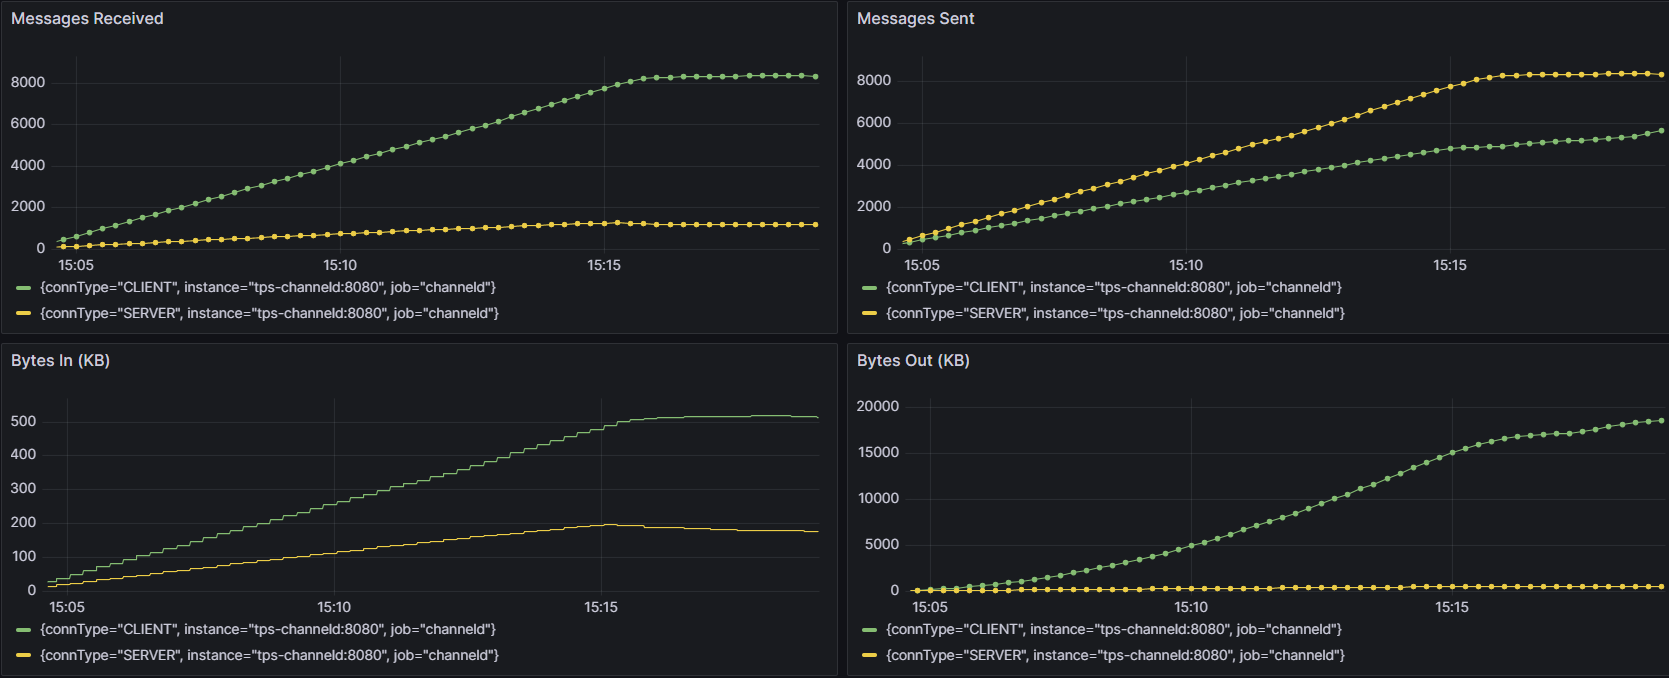 Messages Received
8000
6000
4000
2000
0
15:05 15:10 15:15
{connType="CLIENT", instance="tps-channeld:8080", job="channeld"}
{connType="SERVER", instance="tps-channeld:8080", job="channeld"}
Messages Sent
8000
6000
4000
2000
0
15:05 15:10 15:15
{connType="CLIENT", instance="tps-channeld:8080", job="channeld"}
{connType="SERVER", instance="tps-channeld:8080", job="channeld"}
Bytes In (KB)
500
400
300
200
100
0
15:05 15:10 15:15
{connType="CLIENT", instance="tps-channeld:8080", job="channeld"}
{connType="SERVER", instance="tps-channeld:8080", job="channeld"}
Bytes Out (KB)
20000
15000
10000
5000
0
15:05 15:10 15:15
{connType="CLIENT", instance="tps-channeld:8080", job="channeld"}
{connType="SERVER", instance="tps-channeld:8080", job="channeld"}